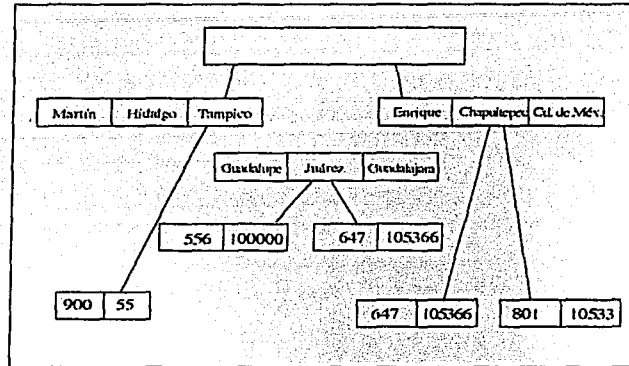 Martín Hidalgo Tampico Enrique Chapultepec Cd. de Méx.
Guadalupe Juárez Guadalajara
556 100000 647 105366
900 55
647 105366 801 10533